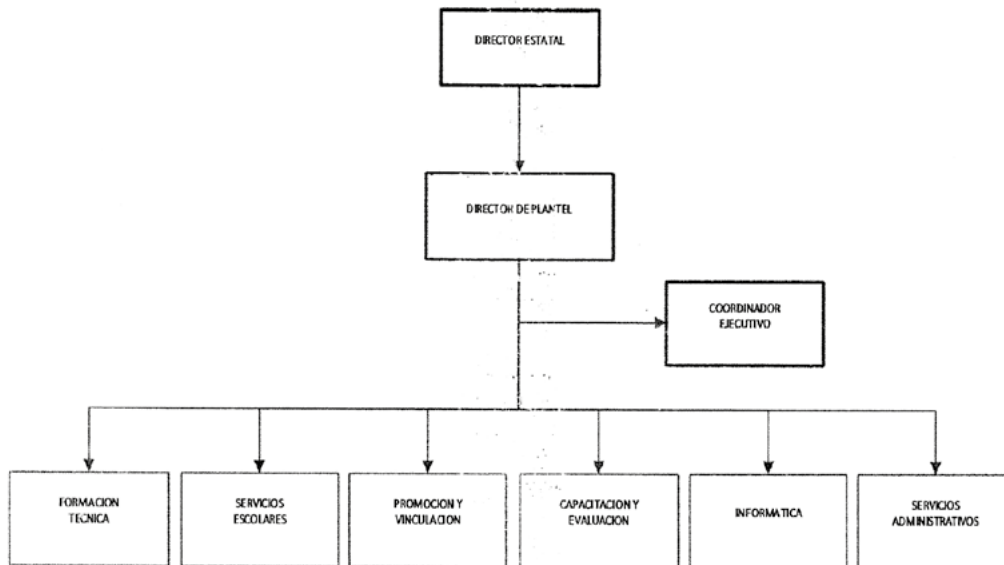 DIRECTOR ESTATAL
DIRECTOR DE PLANTEL
COORDINADOR
EJECUTIVO
FORMACION
TECNICA
SERVICIOS
ESCOLARES
PROMOCION Y
VINCULACION
CAPACITACION Y
EVALUACION
INFORMATICA
SERVICIOS
ADMINISTRATIVOS